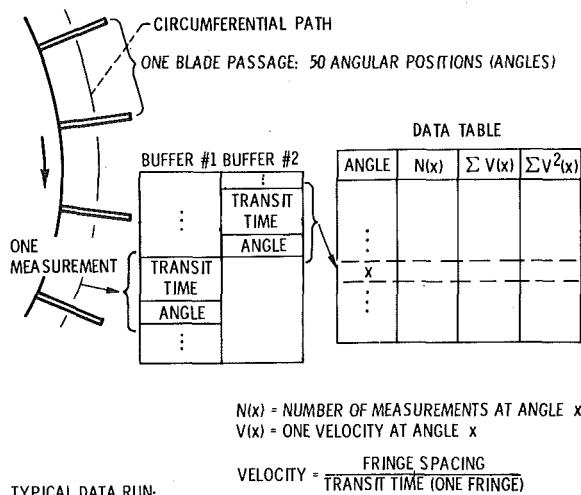 CIRCUMFERENTIAL PATH
ONE BLADE PASSAGE: 50 ANGULAR POSITIONS (ANGLES)
DATA TABLE
BUFFER #1 BUFFER #2
ANGLE N(x) ∑ V(x) ∑V²(x)
⋮
TRANSIT
TIME
ANGLE
⋮
ONE
MEASUREMENT
TRANSIT
TIME
ANGLE
⋮
⋮
x
⋮
N(x) = NUMBER OF MEASUREMENTS AT ANGLE x
V(x) = ONE VELOCITY AT ANGLE x
VELOCITY = FRINGE SPACING
TRANSIT TIME (ONE FRINGE)
TYPICAL DATA RUN: